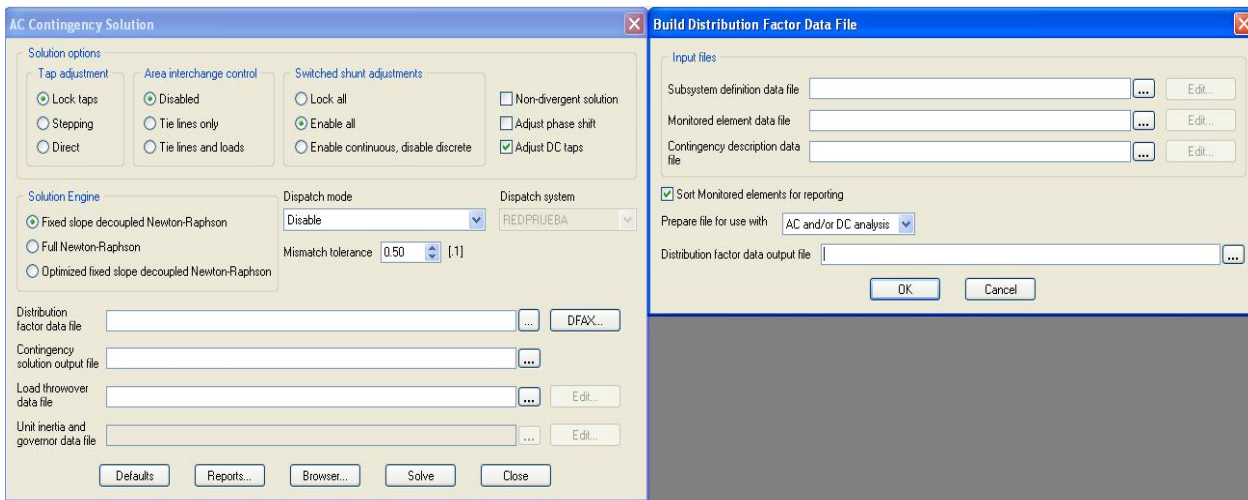 AC Contingency Solution
Solution options
Tap adjustment
Lock taps
Stepping
Direct
Area interchange control
Disabled
Tie lines only
Tie lines and loads
Switched shunt adjustments
Lock all
Enable all
Enable continuous, disable discrete
Non-divergent solution
Adjust phase shift
Adjust DC taps
Solution Engine
Fixed slope decoupled Newton-Raphson
Full Newton-Raphson
Optimized fixed slope decoupled Newton-Raphson
Dispatch mode
Disable
Dispatch system
REDPRUEBA
Mismatch tolerance 0.50 [.1]
Distribution
factor data file
... DFAX...
Contingency
solution output file
...
Load throwover
data file
... Edit...
Unit inertia and
governor data file
... Edit...
Defaults Reports... Browser... Solve Close
Build Distribution Factor Data File
Input files
Subsystem definition data file ... Edit...
Monitored element data file ... Edit...
Contingency description data
file
... Edit...
Sort Monitored elements for reporting
Prepare file for use with AC and/or DC analysis
Distribution factor data output file ...
OK Cancel